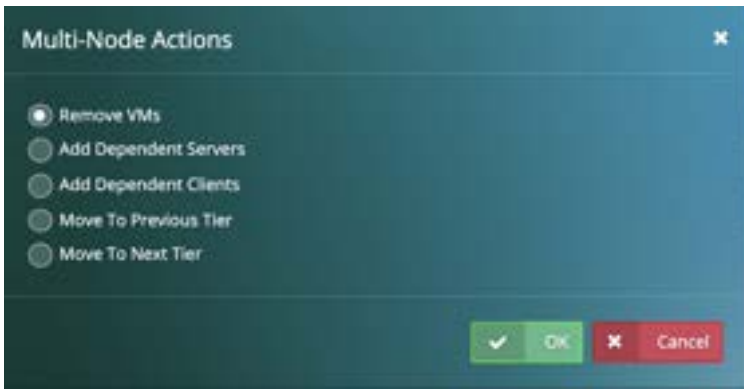 Multi-Node Actions
Remove VMs
Add Dependent Servers
Add Dependent Clients
Move To Previous Tier
Move To Next Tier
OK Cancel